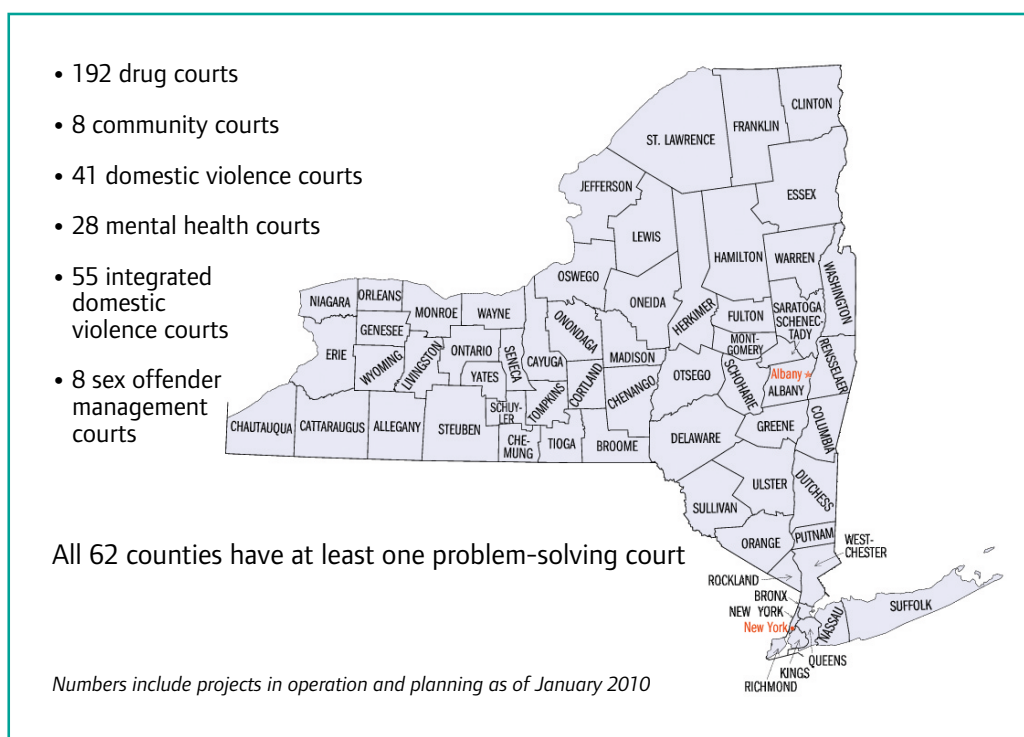 • 192 drug courts
• 8 community courts
• 41 domestic violence courts
• 28 mental health courts
• 55 integrated
domestic
violence courts
• 8 sex offender
management
courts
All 62 counties have at least one problem-solving court
Numbers include projects in operation and planning as of January 2010
CLINTON
FRANKLIN
ST. LAWRENCE
JEFFERSON
ESSEX
LEWIS
HAMILTON
WARREN
WASHINGTON
OSWEGO
ONEIDA
HERKIMER
FULTON
SARATOGA
SCHENEC-
TADY
NIAGARA
ORLEANS
MONROE
WAYNE
GENESEE
ONONDAGA
MADISON
MONT-
GOMERY
RENSSELAER
ERIE
WYOMING
LIVINGSTON
ONTARIO
YATES
SENECA
CAYUGA
CORTLAND
CHENANGO
OTSEGO
SCHOHARIE
Albany
ALBANY
TOMPKINS
SCHUY-
LER
CHAUTAUQUA
CATTARAUGUS
ALLEGANY
STEUBEN
CHE-
MUNG
TIOGA
BROOME
DELAWARE
GREENE
COLUMBIA
ULSTER
DUTCHESS
SULLIVAN
ORANGE
PUTNAM
WEST-
CHESTER
ROCKLAND
BRONX
NEW YORK
New York
NASSAU
SUFFOLK
QUEENS
KINGS
RICHMOND